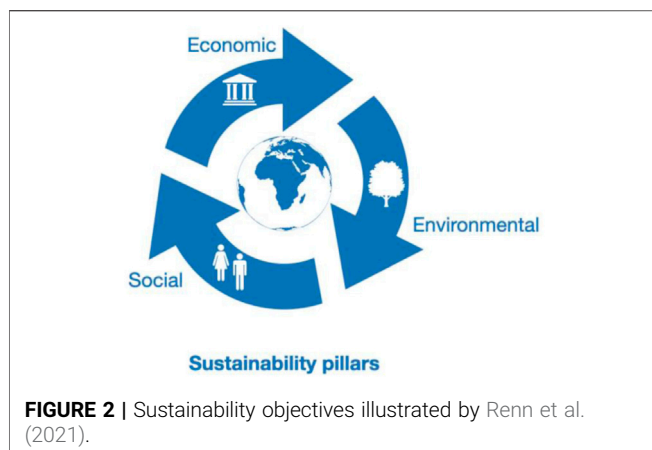 Economic
Environmental
Social
Sustainability pillars
FIGURE 2 | Sustainability objectives illustrated by Renn et al.
(2021).